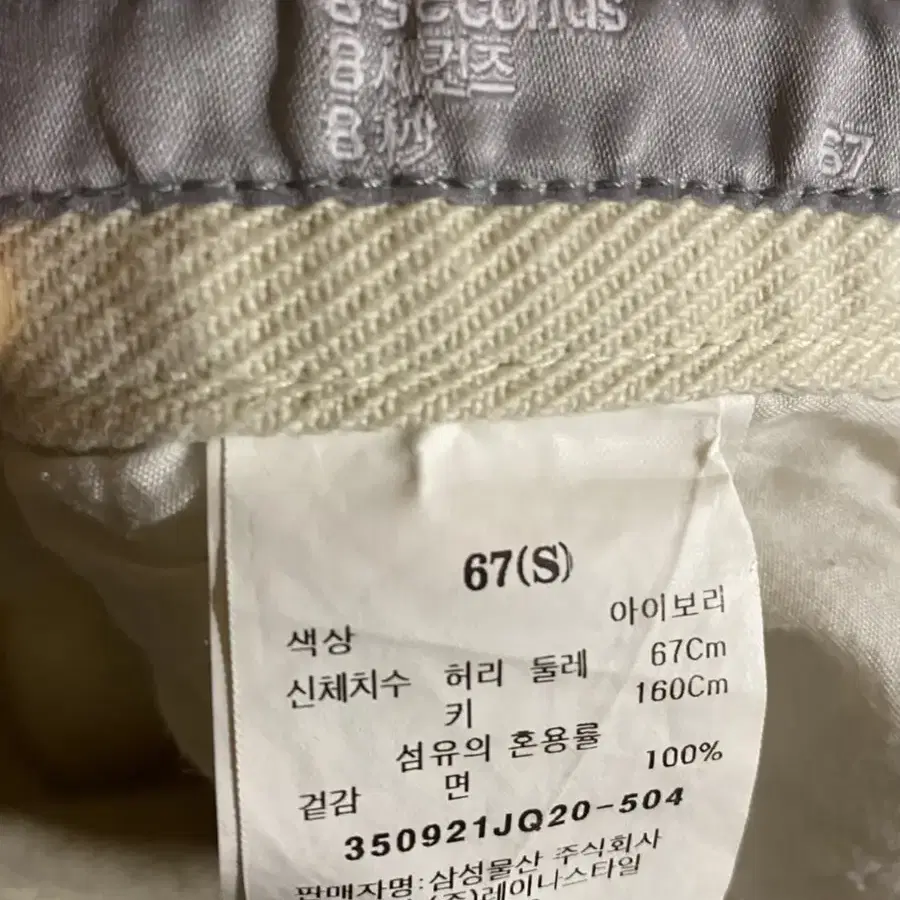 8 seconds
8 세컨즈
8 秒
67
67(S)
색상 아이보리
신체치수 허리 둘레 67Cm
키 160Cm
섬유의 혼용률
겉감 면 100%
350921JQ20-504
판매자명:삼성물산 주식회사
(주)레이나스타일